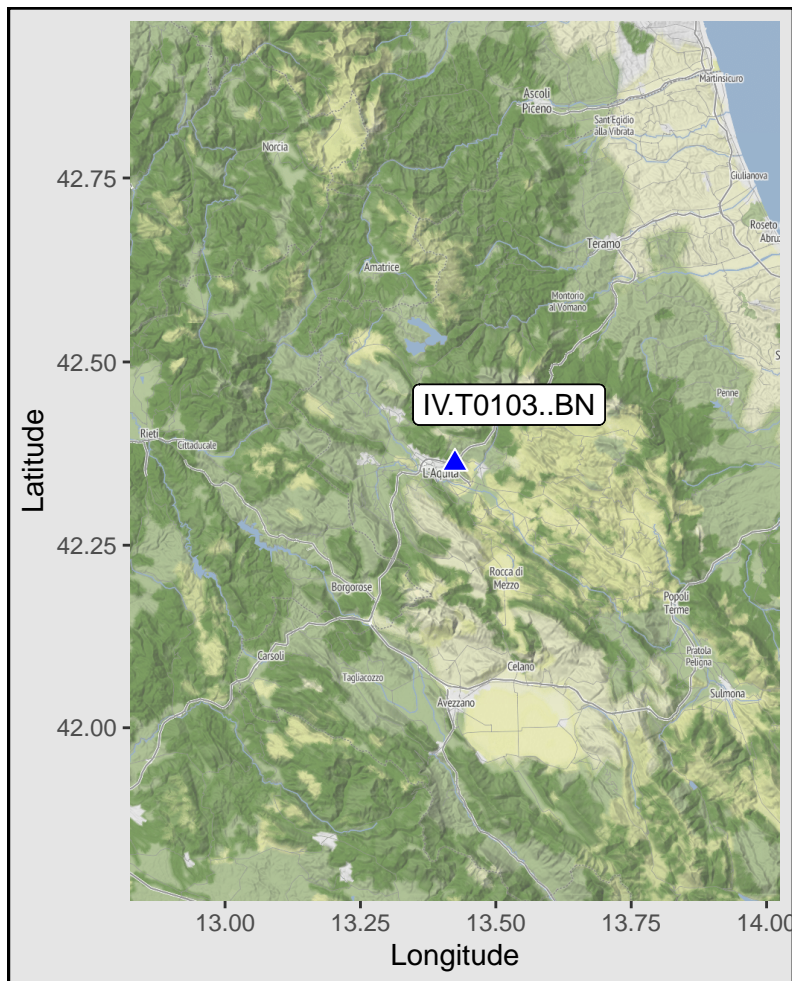 Martinsicuro
Ascoli
Piceno
Sant'Egidio
alla Vibrata
Norcia
Giulianova
Roseto
Abru
Teramo
Amatrice
Montorio
al Vomano
Penne
IV.T0103..BN
Rieti
Cittaducale
L'Aquila
Rocca di
Mezzo
Borgorose
Popoli
Terme
Carsoli
Pratola
Peligna
Celano
Tagliacozzo
Sulmona
Avezzano
42.75
42.50
42.25
42.00
Latitude
13.00
13.25
13.50
13.75
14.00
Longitude